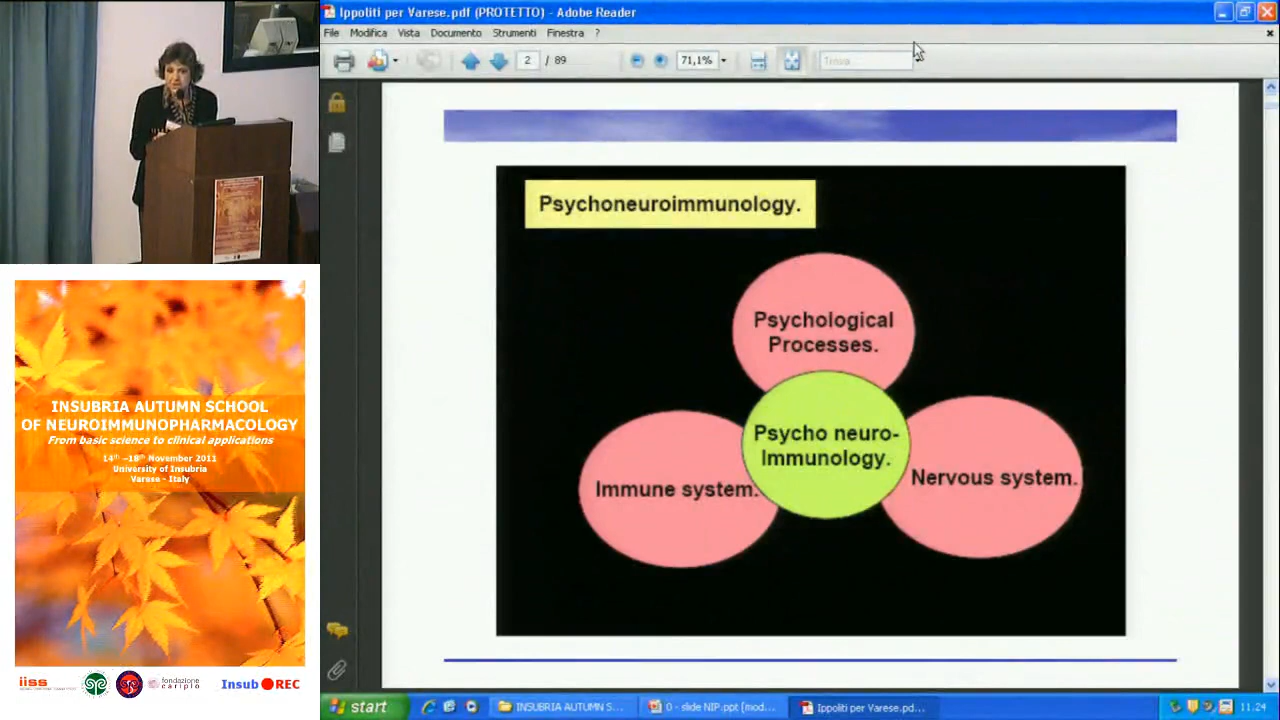 Ippoliti per Varese.pdf (PROTETTO) - Adobe Reader
File Modifica Vista Documento Strumenti Finestra ?
2 / 89 71,1% Trova
Psychoneuroimmunology.
Psychological
Processes.
Psycho neuro-
Immunology.
Immune system.
Nervous system.
INSUBRIA AUTUMN SCHOOL
OF NEUROIMMUNOPHARMACOLOGY
From basic science to clinical applications
14th –18th November 2011
University of Insubria
Varese - Italy
iiss
fondazione
cariplo
Insub REC
start
INSUBRIA AUTUMN S...
0 - slide NIP.ppt [mod...
Ippoliti per Varese.pd...
11.24